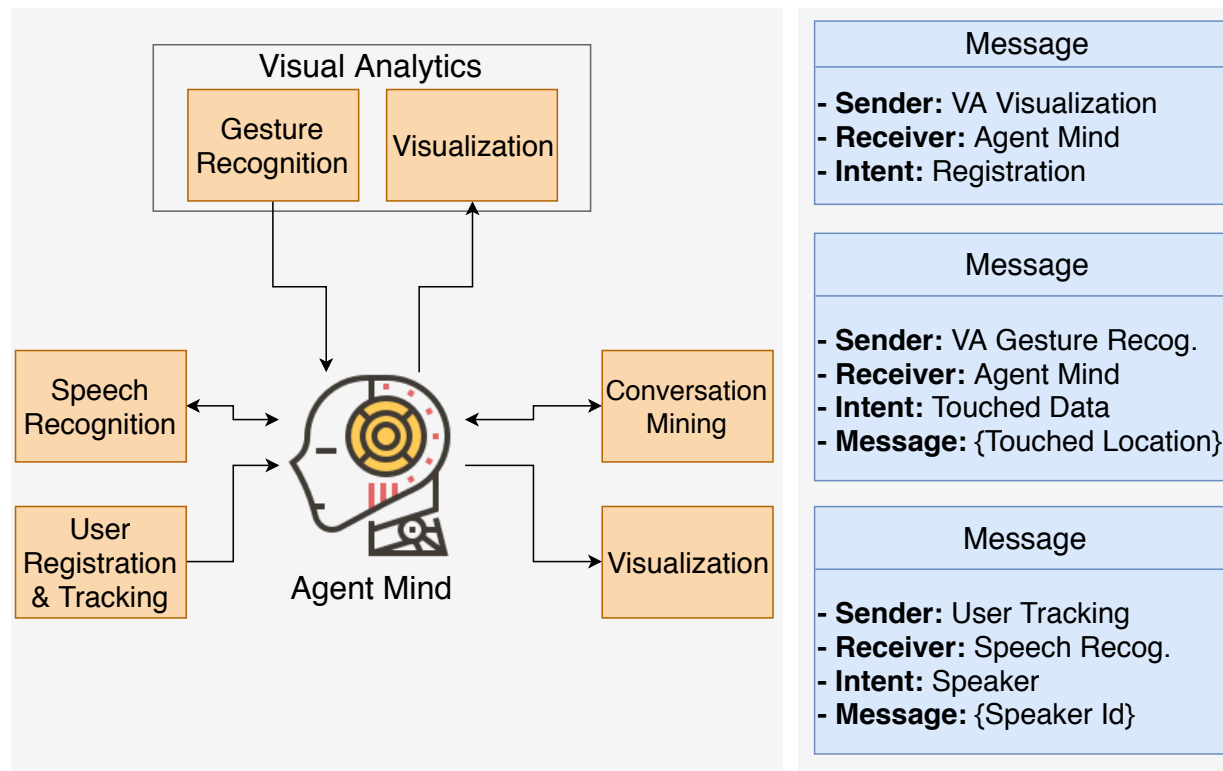 Visual Analytics
Gesture
Recognition
Visualization
Speech
Recognition
Conversation
Mining
User
Registration
& Tracking
Visualization
Agent Mind
Message
- Sender: VA Visualization
- Receiver: Agent Mind
- Intent: Registration
Message
- Sender: VA Gesture Recog.
- Receiver: Agent Mind
- Intent: Touched Data
- Message: {Touched Location}
Message
- Sender: User Tracking
- Receiver: Speech Recog.
- Intent: Speaker
- Message: {Speaker Id}